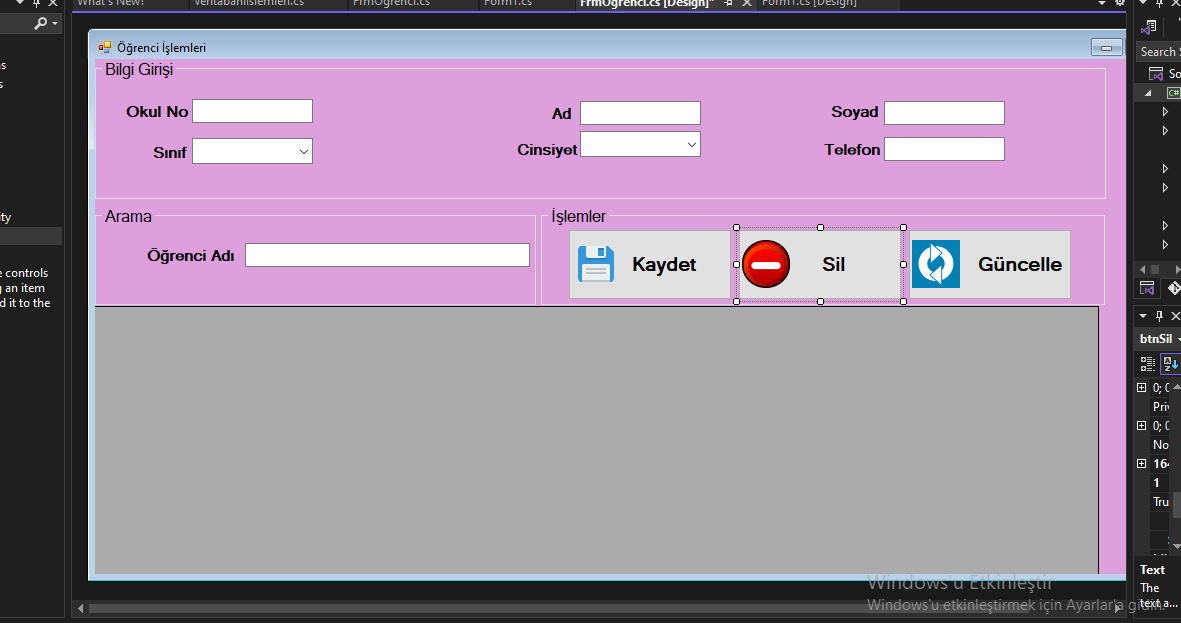 What's New?
Veritabaniislemleri.cs
FrmOgrenci.cs
Form1.cs
FrmOgrenci.cs [Design]*
Form1.cs [Design]
Search
Öğrenci İşlemleri
Bilgi Girişi
Okul No
Ad
Soyad
Sınıf
Cinsiyet
Telefon
Arama
Öğrenci Adı
İşlemler
Kaydet
Sil
Güncelle
ity
e controls
g an item
d it to the
So
C#
btnSil
0; 0
Pri
0; 0
No
164
1
Tru
Text
The
text a...
Windows'u Etkinleştir
Windows'u etkinleştirmek için Ayarlar'a gidin.